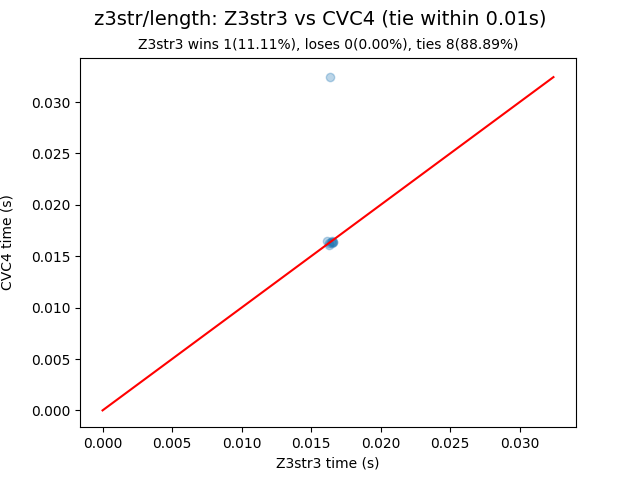 z3str/length: Z3str3 vs CVC4 (tie within 0.01s)
Z3str3 wins 1(11.11%), loses 0(0.00%), ties 8(88.89%)
CVC4 time (s)
0.030
0.025
0.020
0.015
0.010
0.005
0.000
0.000 0.005 0.010 0.015 0.020 0.025 0.030
Z3str3 time (s)